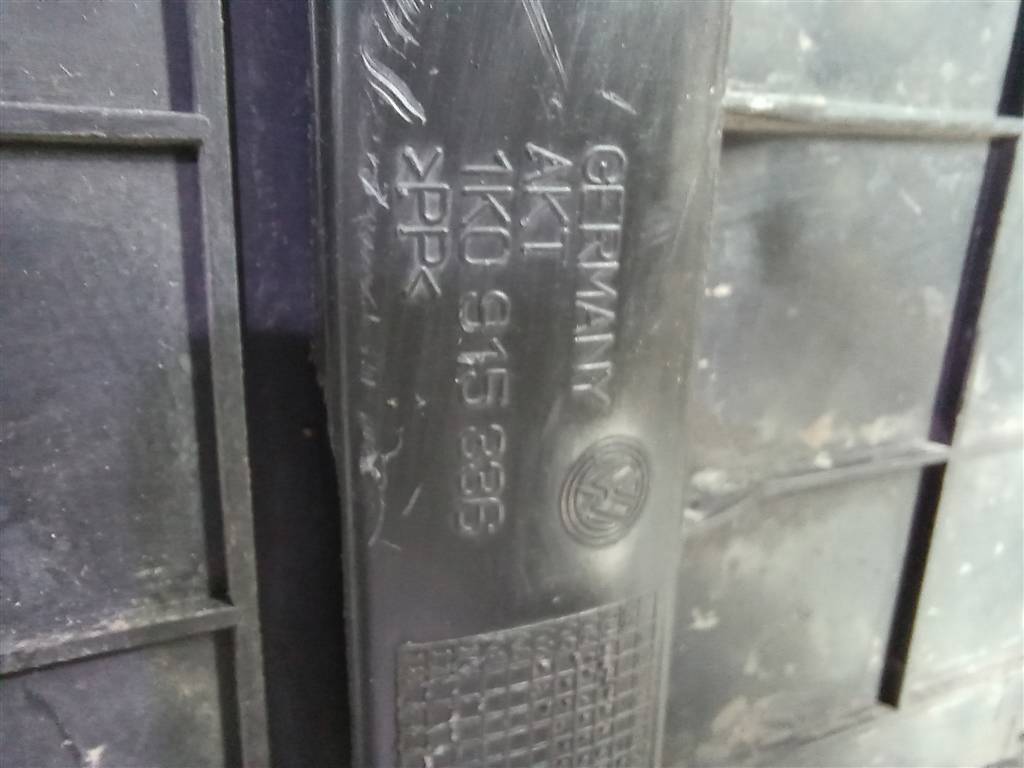 GERMANY
AKT
1K0 915 336
>PP<